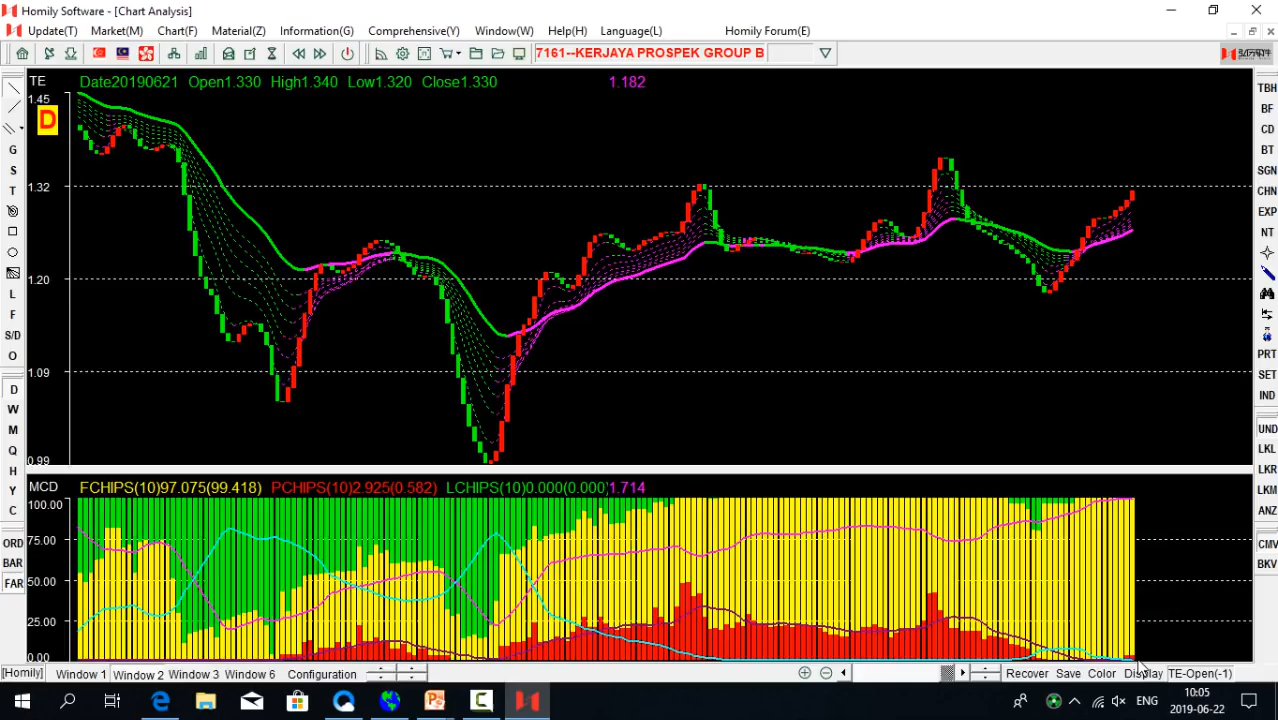 Homily Software - [Chart Analysis]
Update(T) Market(M) Chart(F) Material(Z) Information(G) Comprehensive(Y) Window(W) Help(H) Language(L) Homily Forum(E)
7161--KERJAYA PROSPEK GROUP B
TE Date20190621 Open1.330 High1.340 Low1.320 Close1.330 1.182
1.45
D
1.32
1.20
1.09
0.99
MCD FCHIPS(10)97.075(99.418) PCHIPS(10)2.925(0.582) LCHIPS(10)0.000(0.000) 1.714
100.00
75.00
50.00
25.00
0.00
G
S
T
L
F
S/D
O
D
W
M
Q
H
Y
C
ORD
BAR
FAR
TBH
BF
CD
BT
SGN
CHN
EXP
NT
PRT
SET
IND
UND
LKL
LKR
LKM
ANZ
CMV
BKV
[Homily] Window 1 Window 2 Window 3 Window 6 Configuration Recover Save Color Display TE-Open(-1)
ENG 10:05
2019-06-22